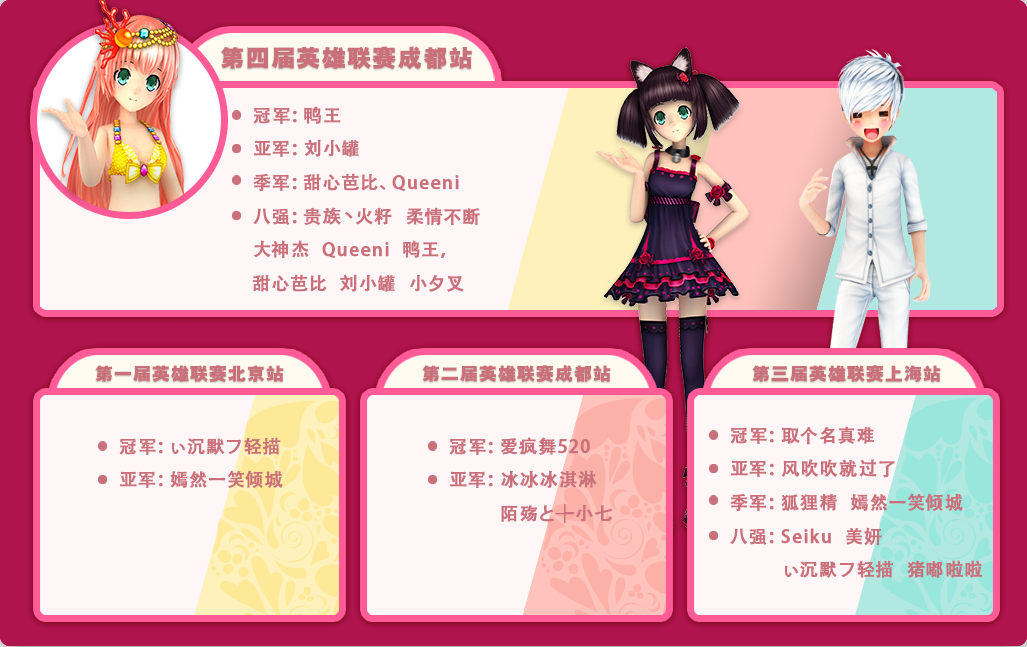 第四届英雄联赛成都站
冠军：鸭王
亚军：刘小罐
季军：甜心芭比、Queeni
八强：贵族丶火籽 柔情不断
大神杰 Queeni 鸭王,
甜心芭比 刘小罐 小夕叉
第一届英雄联赛北京站
冠军：ぃ沉默フ轻描
亚军：嫣然一笑倾城
第二届英雄联赛成都站
冠军：爱疯舞520
亚军：冰冰冰淇淋
陌殇と┽小七
第三届英雄联赛上海站
冠军：取个名真难
亚军：风吹吹就过了
季军：狐狸精 嫣然一笑倾城
八强：Seiku 美妍
ぃ沉默フ轻描 猪嘟啦啦